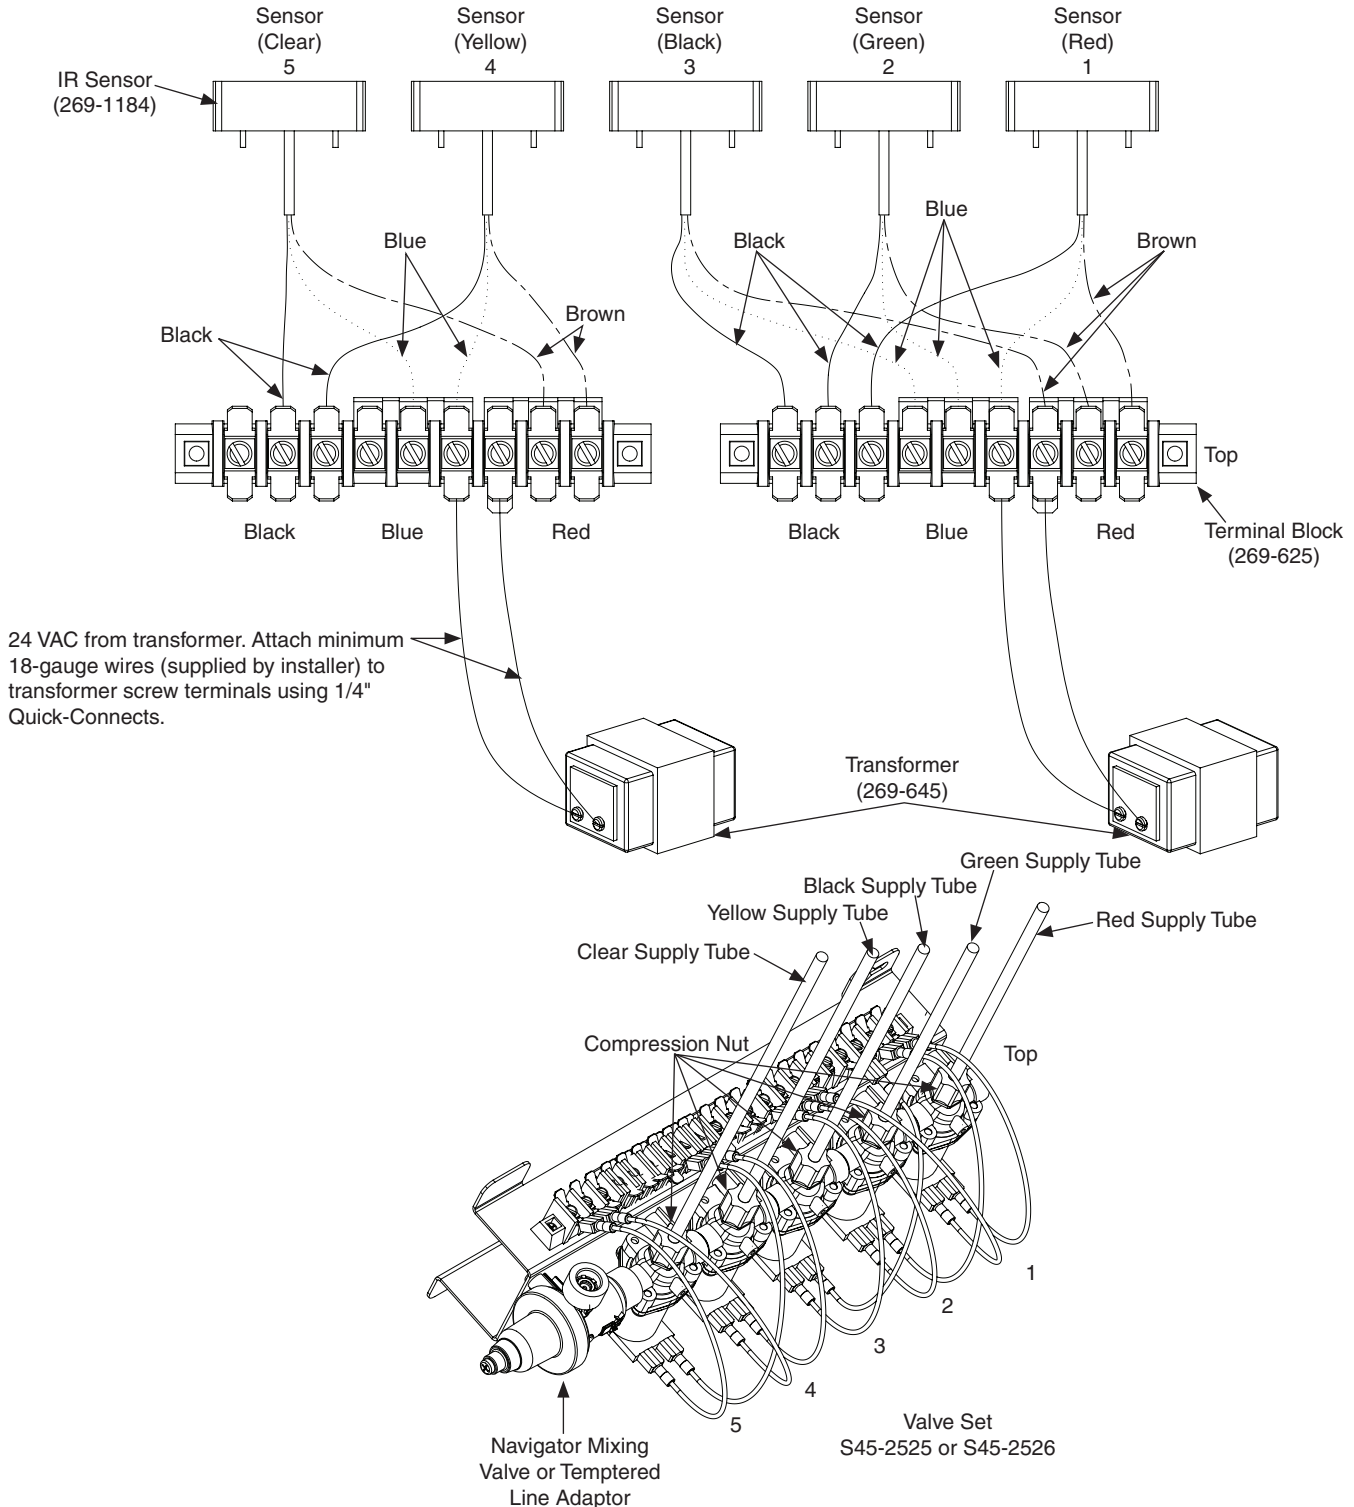 Sensor
(Clear)
5
Sensor
(Yellow)
4
Sensor
(Black)
3
Sensor
(Green)
2
Sensor
(Red)
1
IR Sensor
(269-1184)
Blue
Blue
Black
Brown
Brown
Black
Top
Black
Blue
Red
Black
Blue
Red
Terminal Block
(269-625)
24 VAC from transformer. Attach minimum
18-gauge wires (supplied by installer) to
transformer screw terminals using 1/4"
Quick-Connects.
Transformer
(269-645)
Green Supply Tube
Black Supply Tube
Yellow Supply Tube
Red Supply Tube
Clear Supply Tube
Compression Nut
Top
1
2
3
4
5
Valve Set
S45-2525 or S45-2526
Navigator Mixing
Valve or Temptered
Line Adaptor